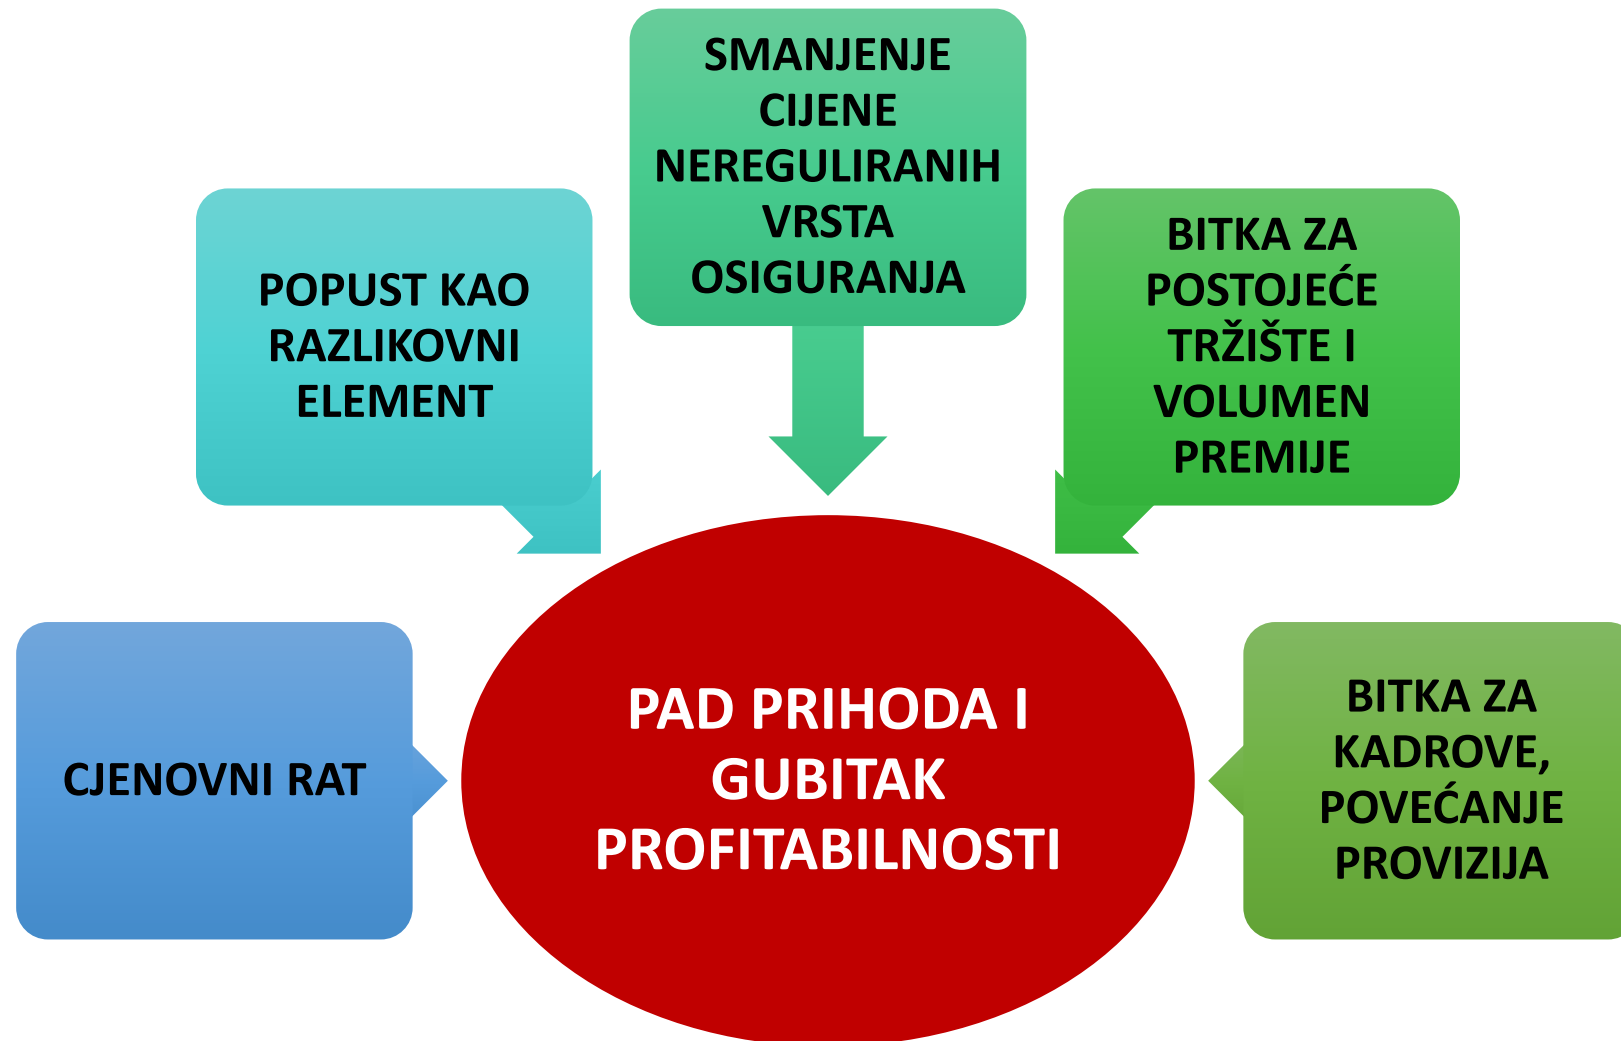 SMANJENJE
CIJENE
NEREGULIRANIH
VRSTA
OSIGURANJA
POPUST KAO
RAZLIKOVNI
ELEMENT
BITKA ZA
POSTOJEĆE
TRŽIŠTE I
VOLUMEN
PREMIJE
CJENOVNI RAT
PAD PRIHODA I
GUBITAK
PROFITABILNOSTI
BITKA ZA
KADROVE,
POVEĆANJE
PROVIZIJA